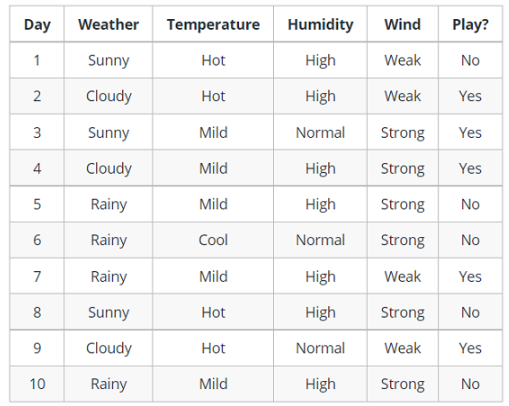 Day Weather Temperature Humidity Wind Play?
1 Sunny Hot High Weak No
2 Cloudy Hot High Weak Yes
3 Sunny Mild Normal Strong Yes
4 Cloudy Mild High Strong Yes
5 Rainy Mild High Strong No
6 Rainy Cool Normal Strong No
7 Rainy Mild High Weak Yes
8 Sunny Hot High Strong No
9 Cloudy Hot Normal Weak Yes
10 Rainy Mild High Strong No